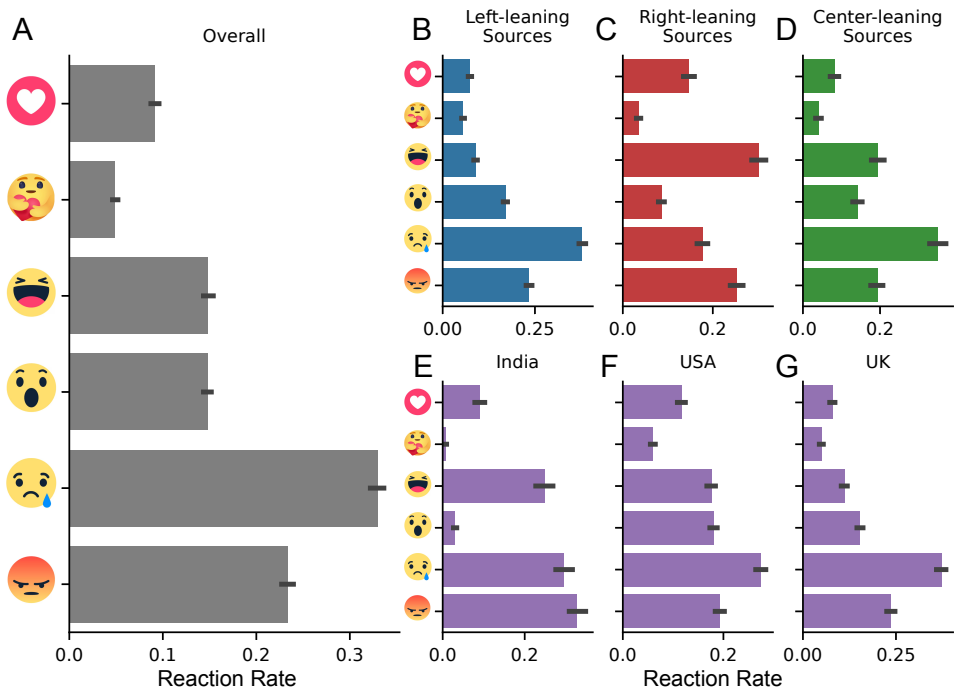 A
Overall
0.0
0.1
0.2
0.3
Reaction Rate
B
Left-leaning
Sources
0.00
0.25
C
Right-leaning
Sources
0.0
0.2
D
Center-leaning
Sources
0.0
0.2
E
India
0.0
0.2
F
USA
0.0
0.2
Reaction Rate
G
UK
0.00
0.25